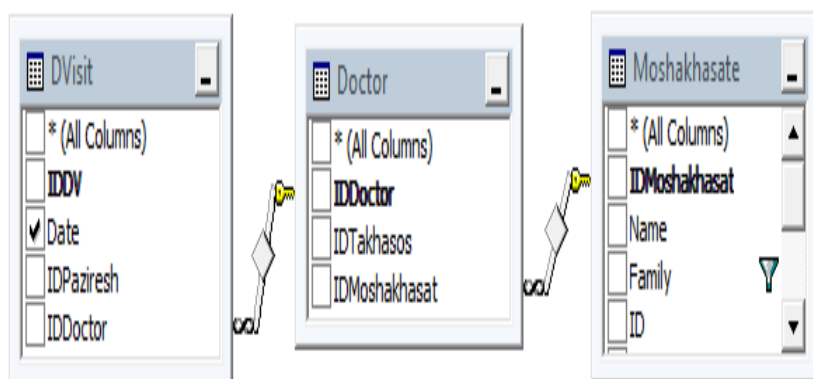 DVisit
* (All Columns)
IDDV
Date
IDPaziresh
IDDoctor
Doctor
* (All Columns)
IDDoctor
IDTakhasos
IDMoshakhasat
Moshakhasate
* (All Columns)
IDMoshakhasat
Name
Family
ID